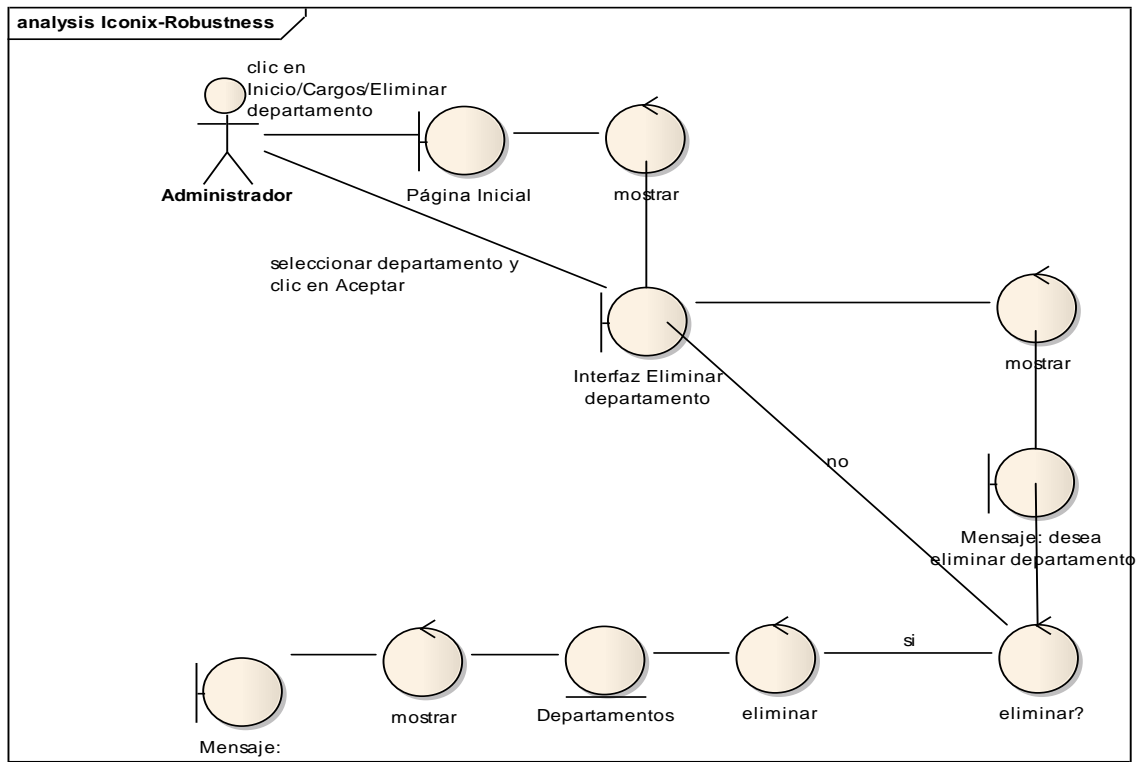 analysis Iconix-Robustness
clic en
Inicio/Cargos/Eliminar
departamento
Administrador
Página Inicial
mostrar
seleccionar departamento y
clic en Aceptar
Interfaz Eliminar
departamento
mostrar
no
Mensaje: desea
eliminar departamento
si
Mensaje:
mostrar
Departamentos
eliminar
eliminar?